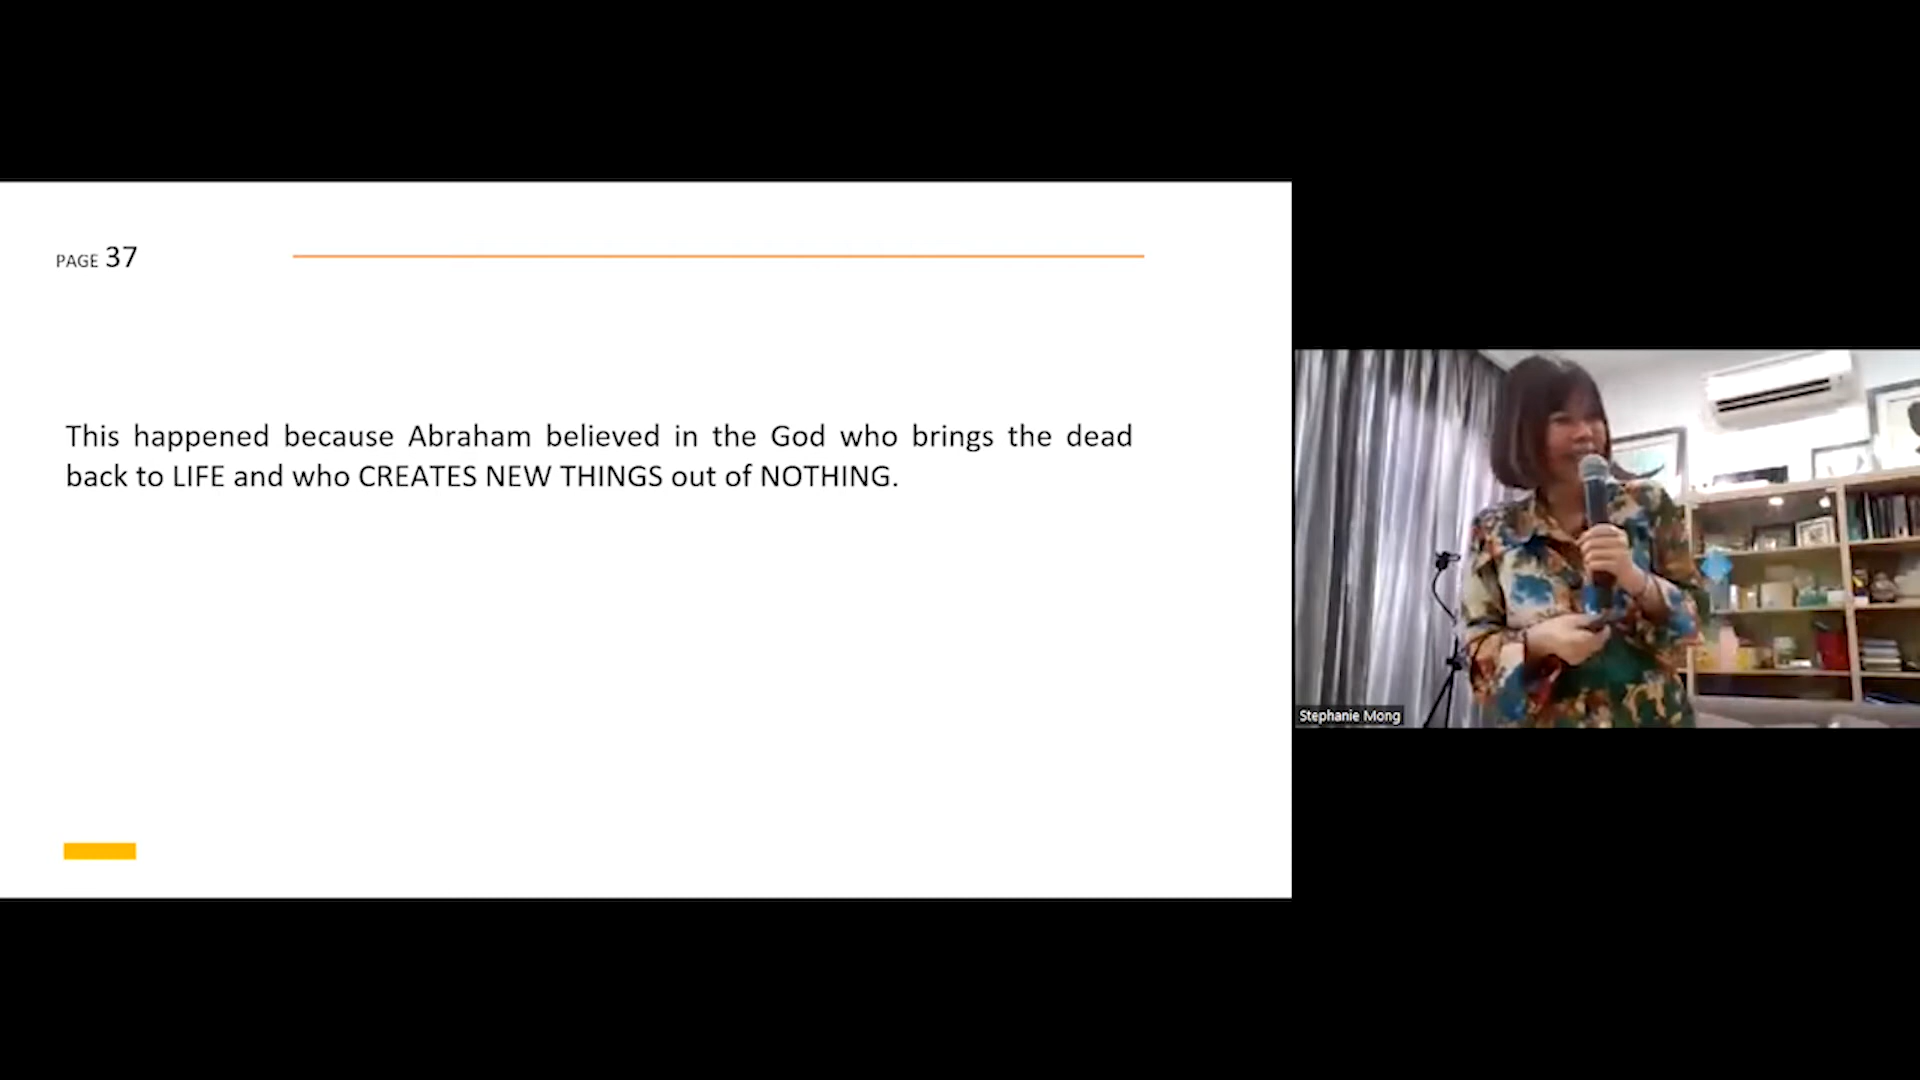 PAGE 37
This happened because Abraham believed in the God who brings the dead
back to LIFE and who CREATES NEW THINGS out of NOTHING.
Stephanie Mong